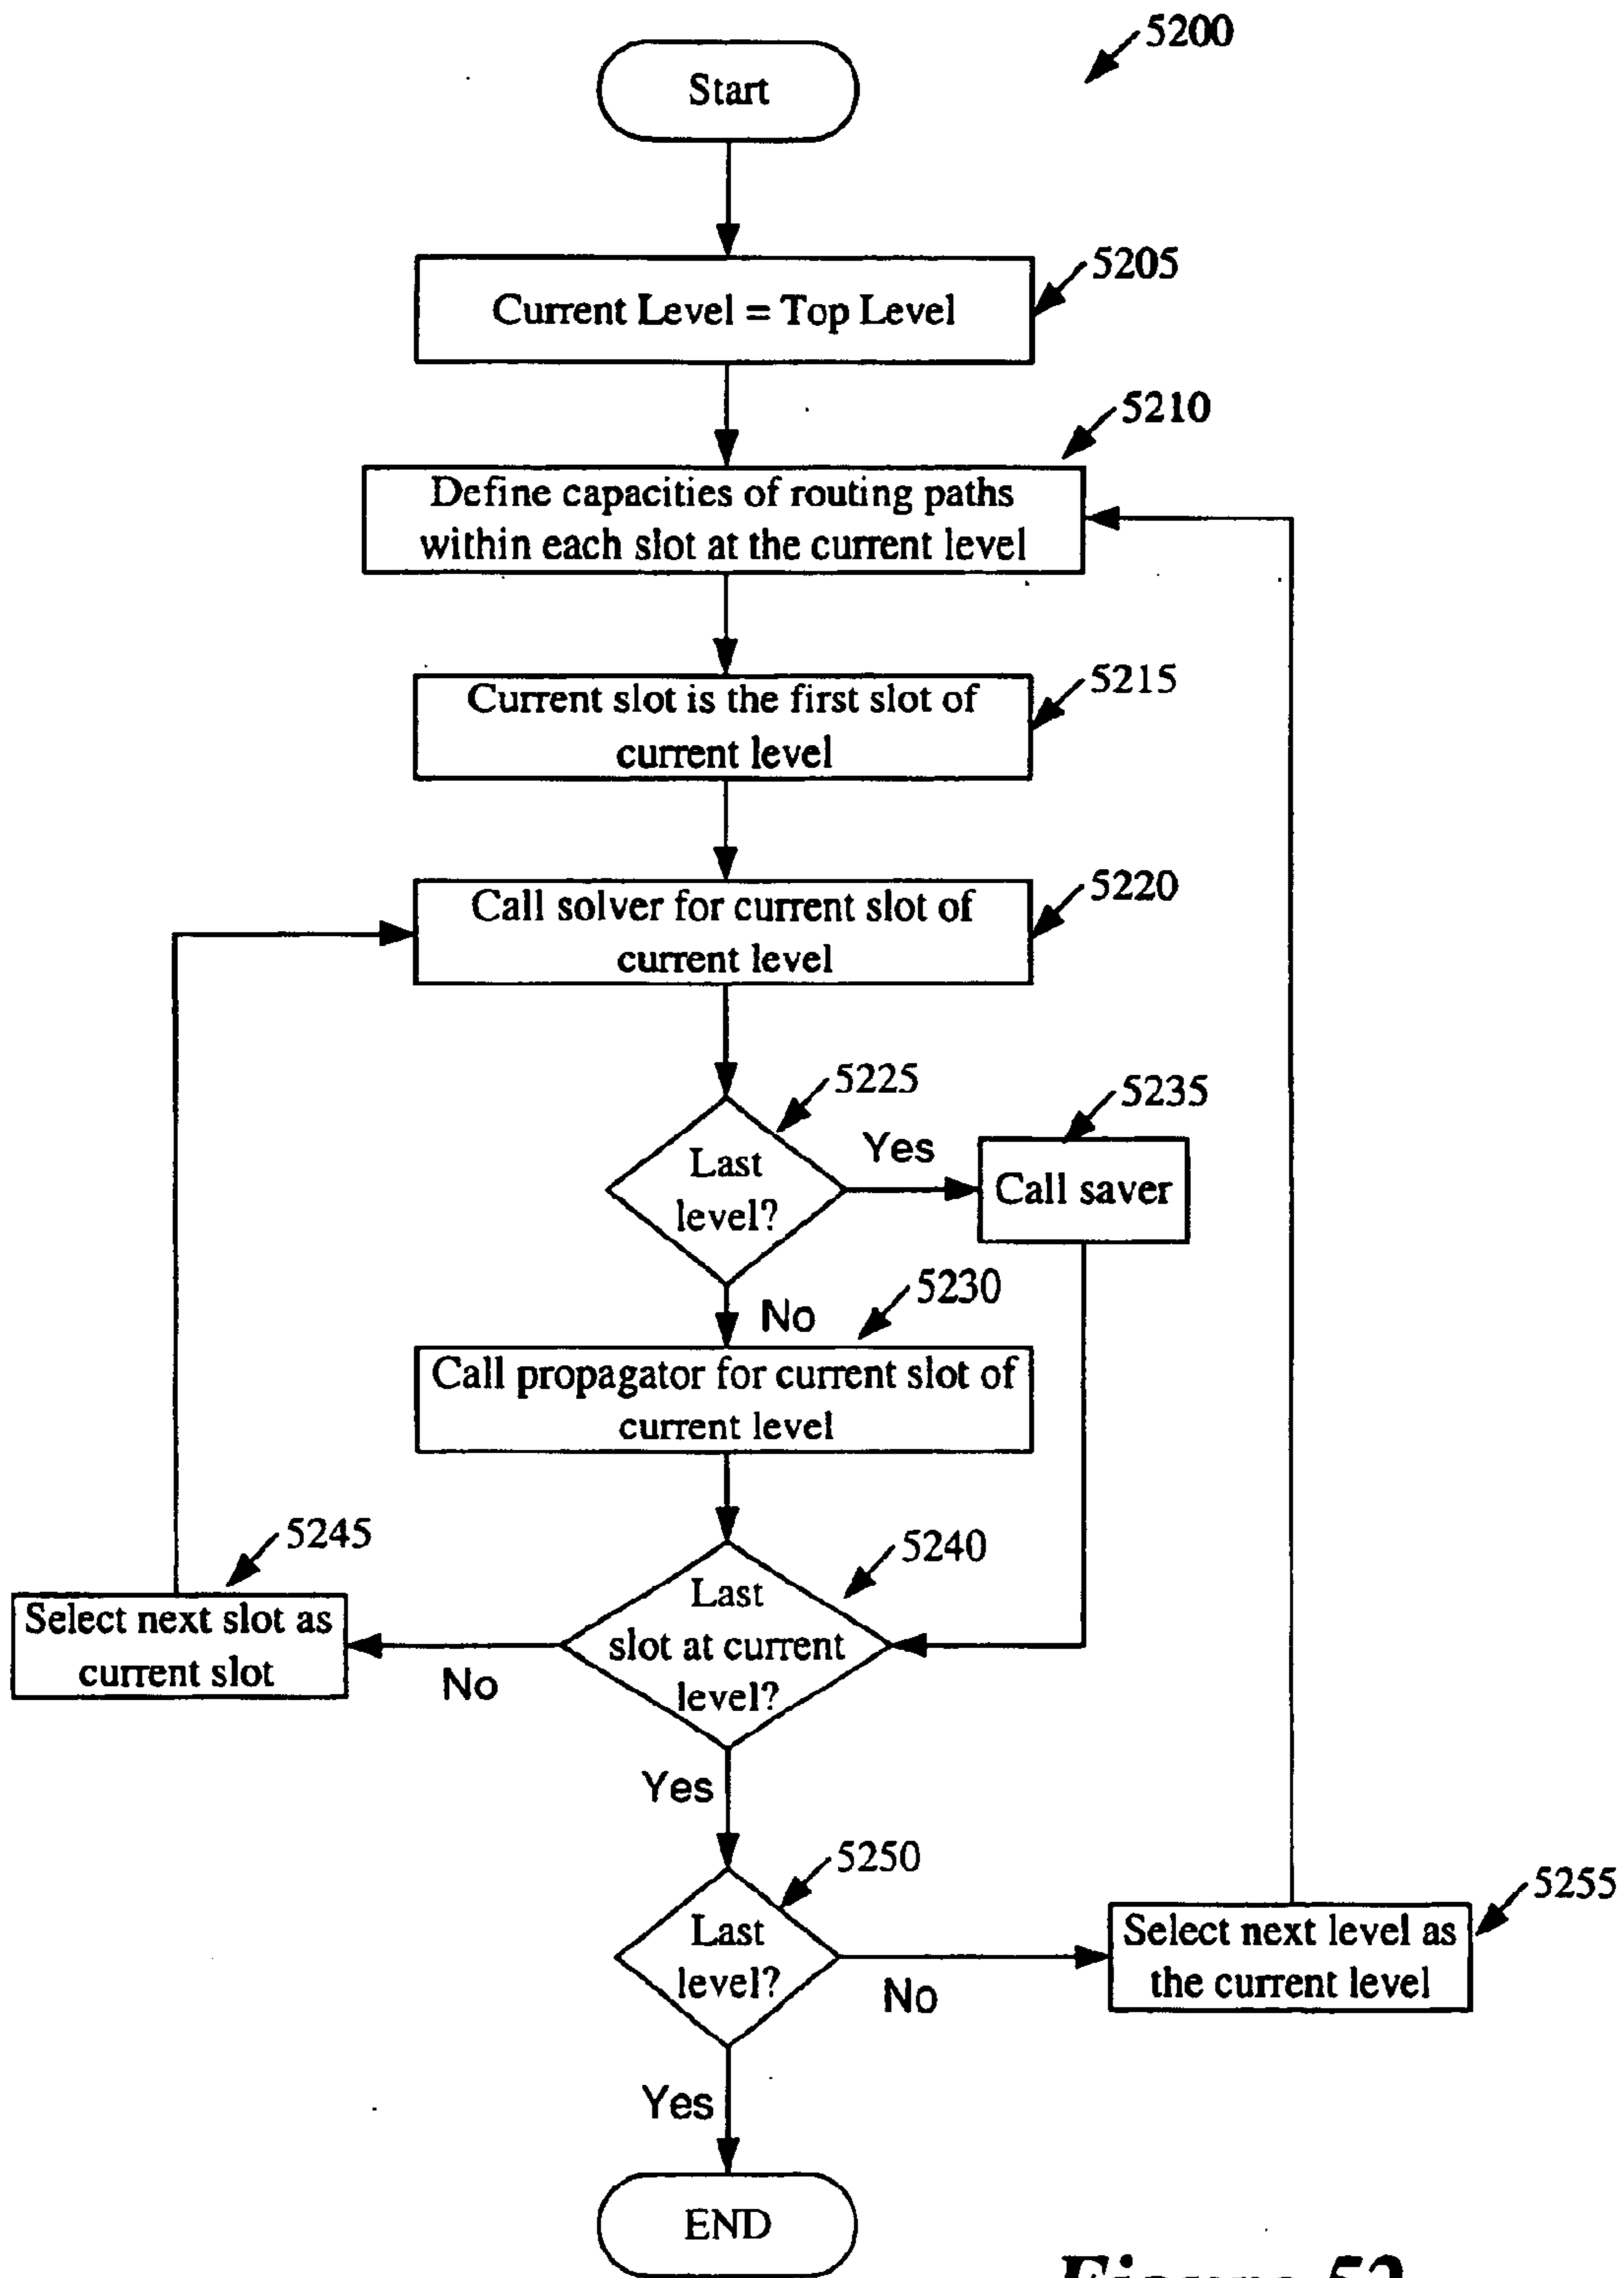 5200
Start
5205
Current Level = Top Level
5210
Define capacities of routing paths
within each slot at the current level
5215
Current slot is the first slot of
current level
5220
Call solver for current slot of
current level
5225
5235
Last
level?
Yes
Call saver
5230
No
Call propagator for current slot of
current level
5245
5240
Select next slot as
current slot
Last
slot at current
level?
No
Yes
5250
5255
Last
level?
Select next level as
the current level
No
Yes
END
Figure 52